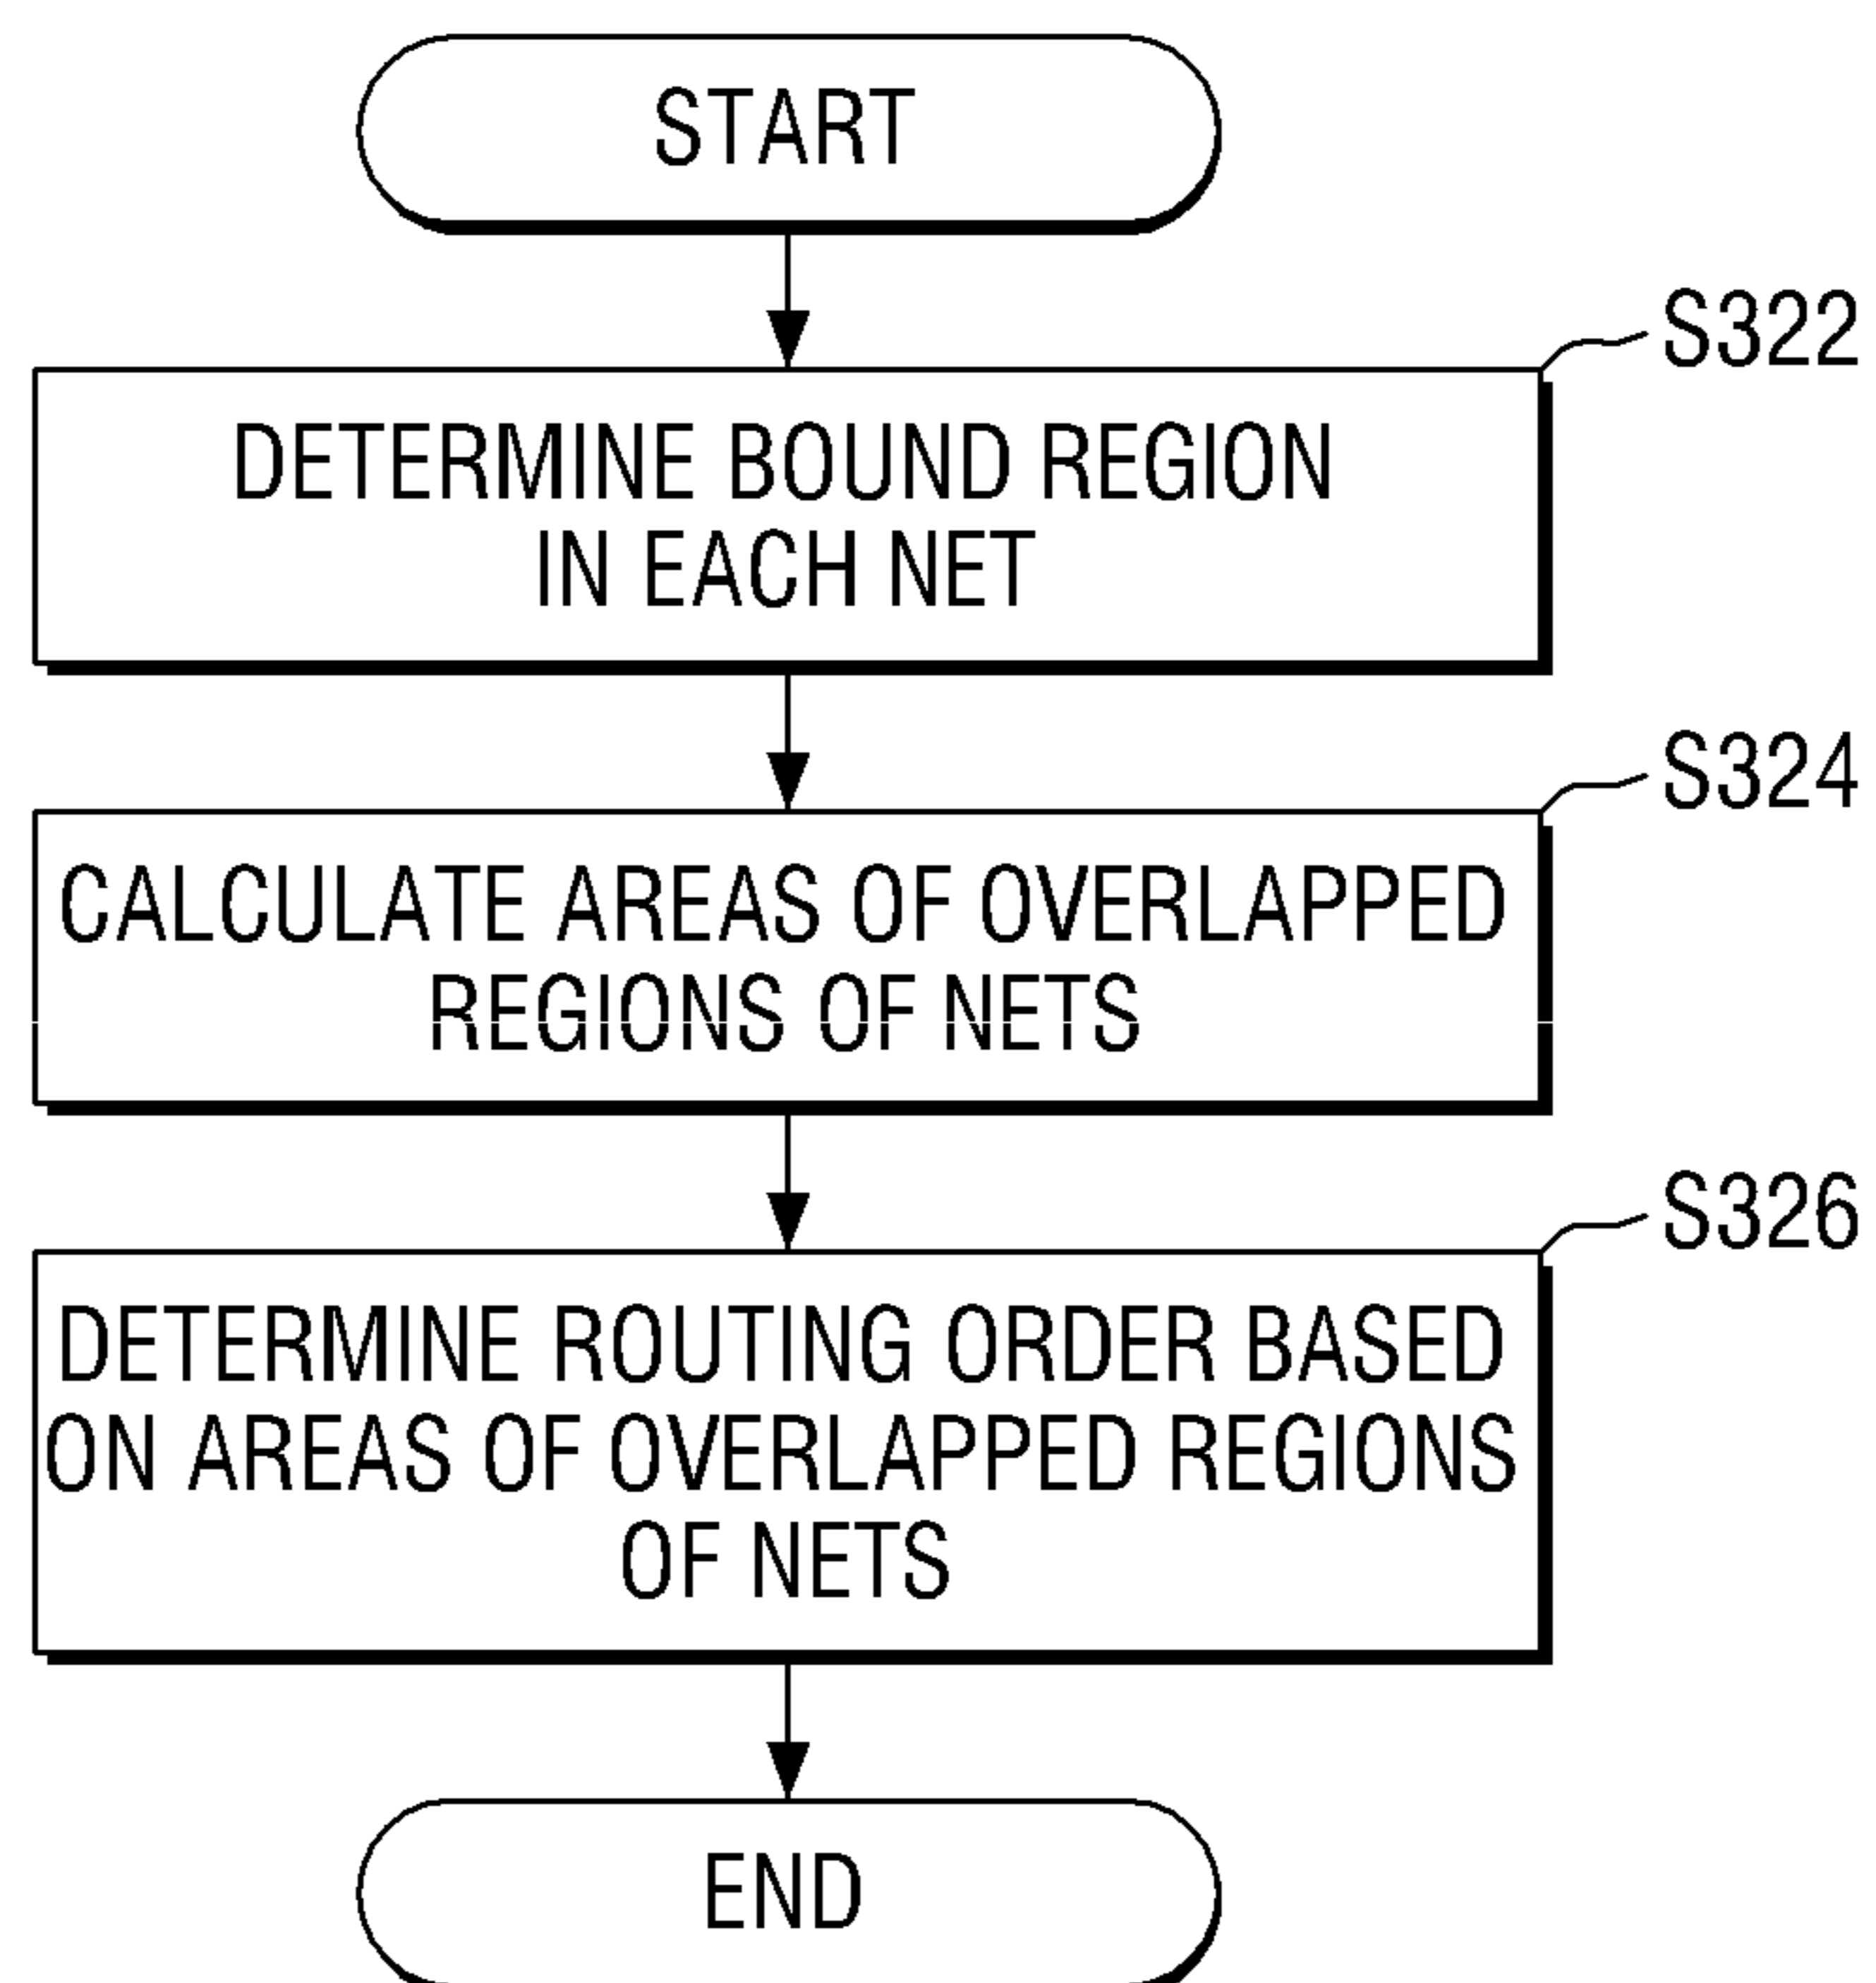 START
S322
DETERMINE BOUND REGION
IN EACH NET
S324
CALCULATE AREAS OF OVERLAPPED
REGIONS OF NETS
S326
DETERMINE ROUTING ORDER BASED
ON AREAS OF OVERLAPPED REGIONS
OF NETS
END